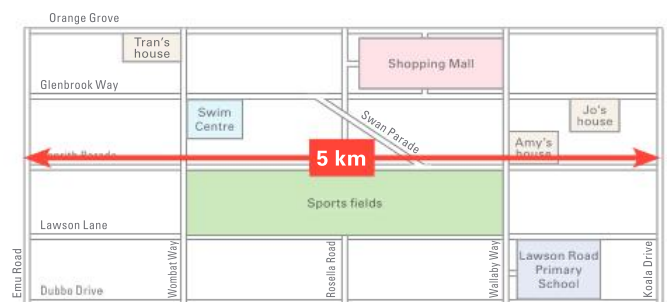 Orange Grove
Tran's
house
Shopping Mall
Glenbrook Way
Swim
Centre
Swan Parade
Jo's
house
Amy's
house
5 km
Parade
Sports fields
Lawson Lane
Emu Road
Wombat Way
Rosella Road
Wallaby Way
Koala Drive
Lawson Road
Primary
School
Dubbo Drive